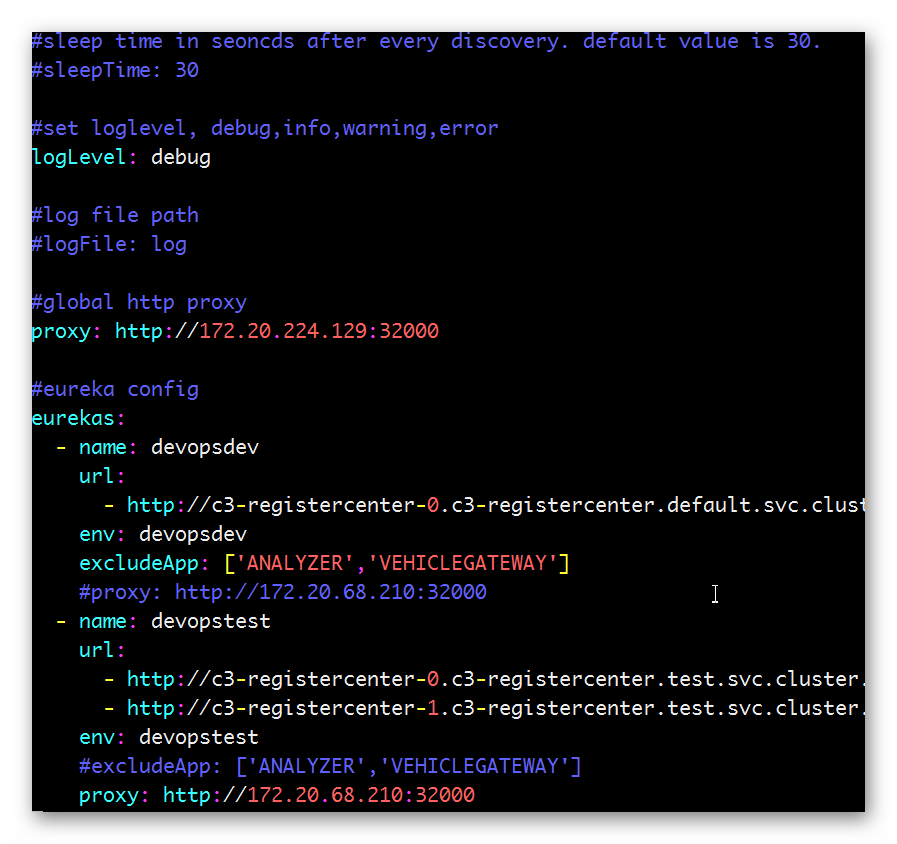 #sleep time in seoncds after every discovery. default value is 30.
#sleepTime: 30
#set loglevel, debug,info,warning,error
logLevel: debug
#log file path
#logFile: log
#global http proxy
proxy: http://172.20.224.129:32000
#eureka config
eurekas:
  - name: devopsdev
    url:
      - http://c3-registercenter-0.c3-registercenter.default.svc.clust
    env: devopsdev
    excludeApp: ['ANALYZER','VEHICLEGATEWAY']
    #proxy: http://172.20.68.210:32000
  - name: devopstest
    url:
      - http://c3-registercenter-0.c3-registercenter.test.svc.cluster.
      - http://c3-registercenter-1.c3-registercenter.test.svc.cluster.
    env: devopstest
    #excludeApp: ['ANALYZER','VEHICLEGATEWAY']
    proxy: http://172.20.68.210:32000